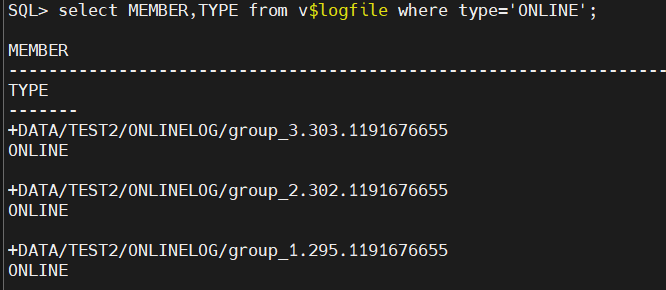 SQL> select MEMBER,TYPE from v$logfile where type='ONLINE';
MEMBER
--------------------------------------------------------------------------------
TYPE
-------
+DATA/TEST2/ONLINELOG/group_3.303.1191676655
ONLINE
+DATA/TEST2/ONLINELOG/group_2.302.1191676655
ONLINE
+DATA/TEST2/ONLINELOG/group_1.295.1191676655
ONLINE